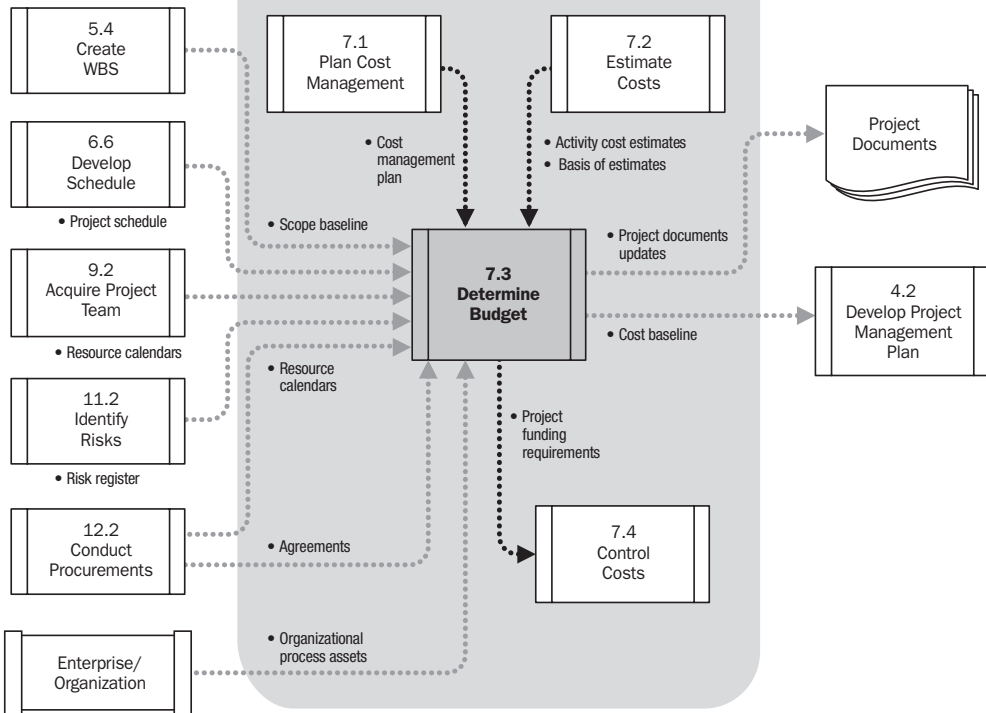 5.4
Create
WBS
7.1
Plan Cost
Management
7.2
Estimate
Costs
Project
Documents
6.6
Develop
Schedule
• Project schedule
• Cost
management
plan
• Activity cost estimates
• Basis of estimates
• Scope baseline
• Project documents
updates
9.2
Acquire Project
Team
• Resource calendars
7.3
Determine
Budget
4.2
Develop Project
Management
Plan
• Cost baseline
• Resource
calendars
11.2
Identify
Risks
• Risk register
• Project
funding
requirements
12.2
Conduct
Procurements
• Agreements
7.4
Control
Costs
• Organizational
process assets
Enterprise/
Organization